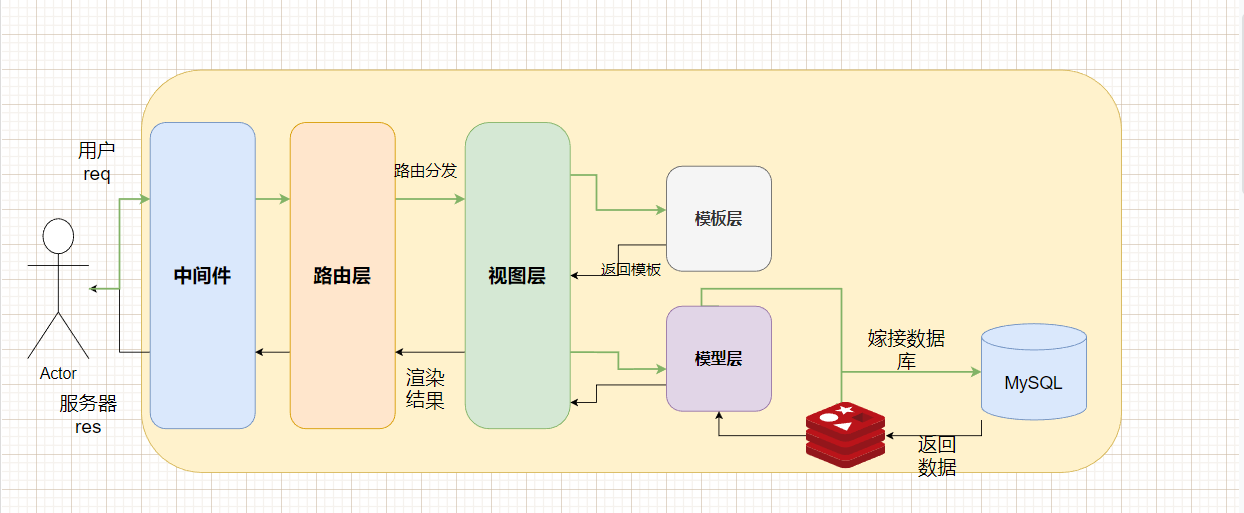 用户
req
路由分发
中间件
路由层
视图层
模板层
返回模板
模型层
嫁接数据
库
MySQL
渲染
结果
返回
数据
Actor
服务器
res